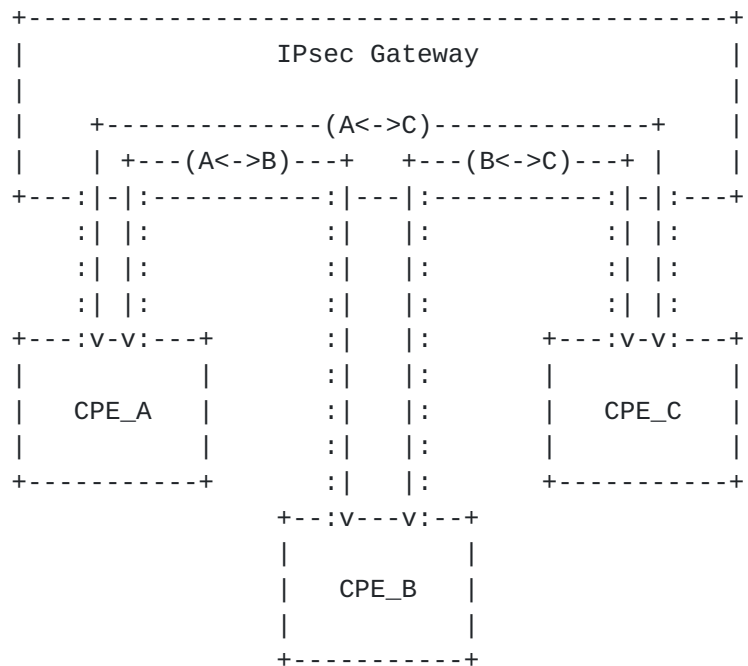 IPsec Gateway
(A<->C)
(A<->B) (B<->C)
CPE_A CPE_C
CPE_B